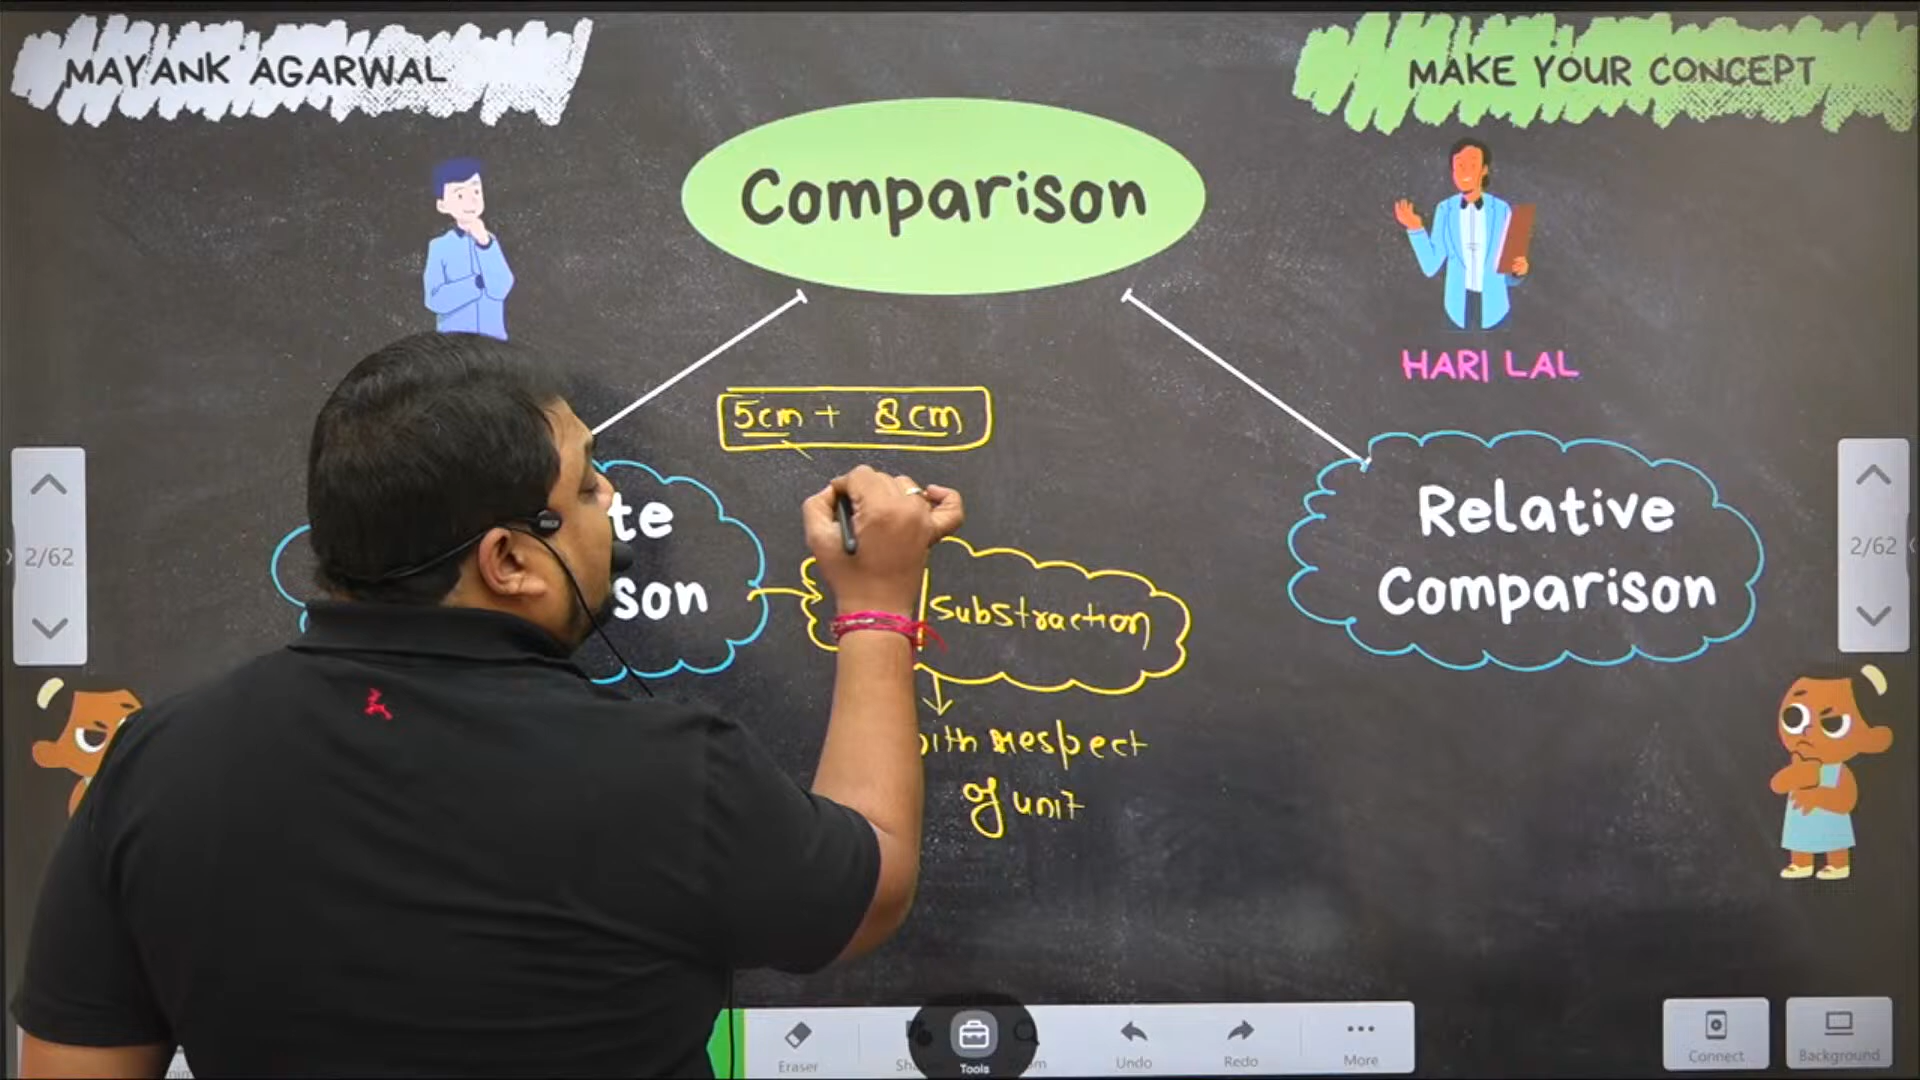 MAYANK AGARWAL
MAKE YOUR CONCEPT
Comparison
HARI LAL
5cm + 8cm
te
son
Relative
Comparison
substraction
with respect
of unit
2/62
2/62
Eraser
Tools
Undo
Redo
More
Connect
Background